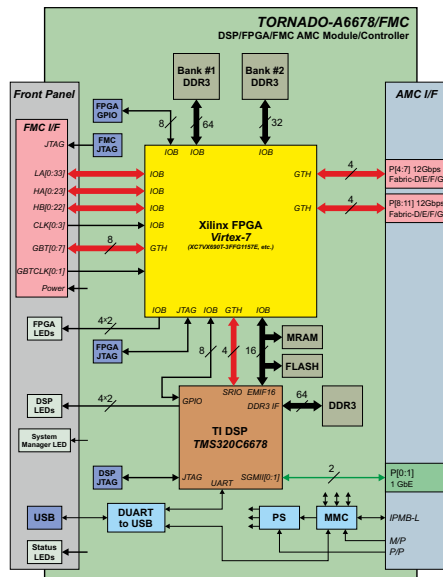 TORNADO-A6678/FMC
DSP/FPGA/FMC AMC Module/Controller
Front Panel
AMC I/F
Bank #1
DDR3
Bank #2
DDR3
FPGA
GPIO
8
64
32
FMC I/F
JTAG
FMC
JTAG
IOB
IOB
IOB
LA[0:33]
IOB
HA[0:23]
IOB
HB[0:22]
IOB
CLK[0:3]
IOB
GBT[0:7]
8
GTH
GBTCLK[0:1]
Power
GTH
4
P[4:7] 12Gbps
Fabric-D/E/F/G
GTH
4
P[8:11] 12Gbps
Fabric-D/E/F/G
Xilinx FPGA
Virtex-7
(XC7VX690T-3FFG1157E, etc.)
IOB
JTAG
IOB
GTH
IOB
FPGA
LEDs
4*2
FPGA
JTAG
8
4
16
MRAM
FLASH
DSP
LEDs
4*2
GPIO
SRIO
EMIF16
DDR3 IF
64
DDR3
TI DSP
TMS320C6678
System
Manager LED
DSP
JTAG
JTAG
SGMII[0:1]
UART
2
P[0:1]
1 GbE
USB
DUART
to USB
PS
MMC
IPMB-L
M/P
P/P
Status
LEDs